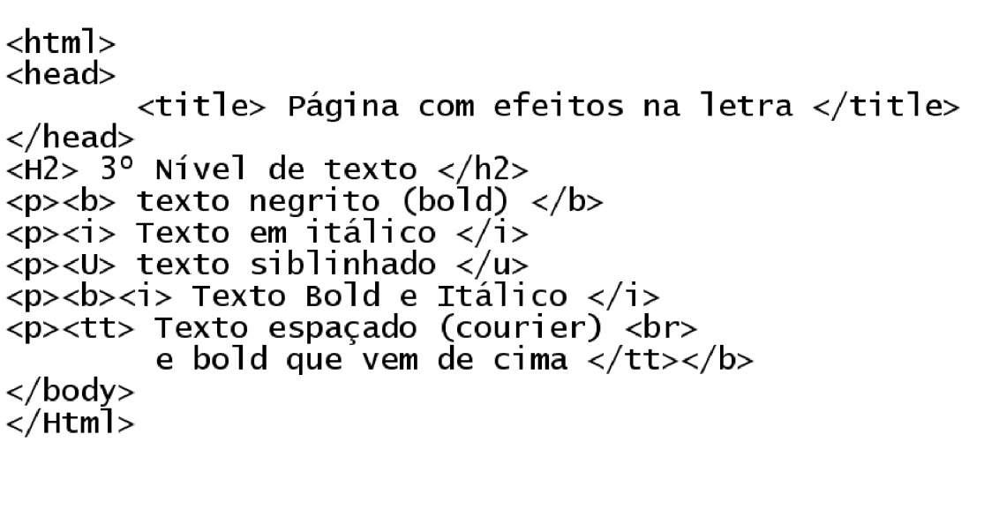 <html>
<head>
<title> Página com efeitos na letra </title>
</head>
<H2> 3º Nível de texto </h2>
<p><b> texto negrito (bold) </b>
<p><i> Texto em itálico </i>
<p><U> texto siblinhado </u>
<p><b><i> Texto Bold e Itálico </i>
<p><tt> Texto espaçado (courier) <br>
e bold que vem de cima </tt></b>
</body>
</Html>